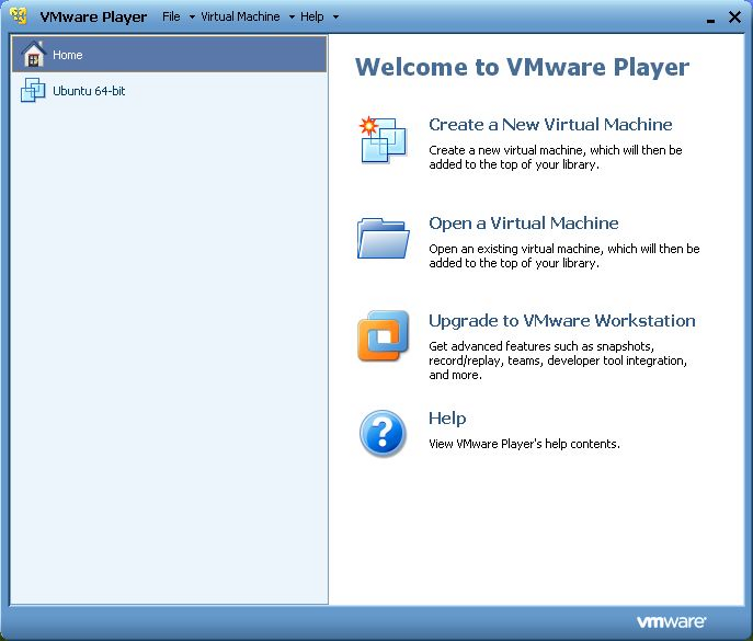 VMware Player File Virtual Machine Help
Home
Ubuntu 64-bit
Welcome to VMware Player
Create a New Virtual Machine
Create a new virtual machine, which will then be
added to the top of your library.
Open a Virtual Machine
Open an existing virtual machine, which will then be
added to the top of your library.
Upgrade to VMware Workstation
Get advanced features such as snapshots,
record/replay, teams, developer tool integration,
and more.
Help
View VMware Player's help contents.
vmware